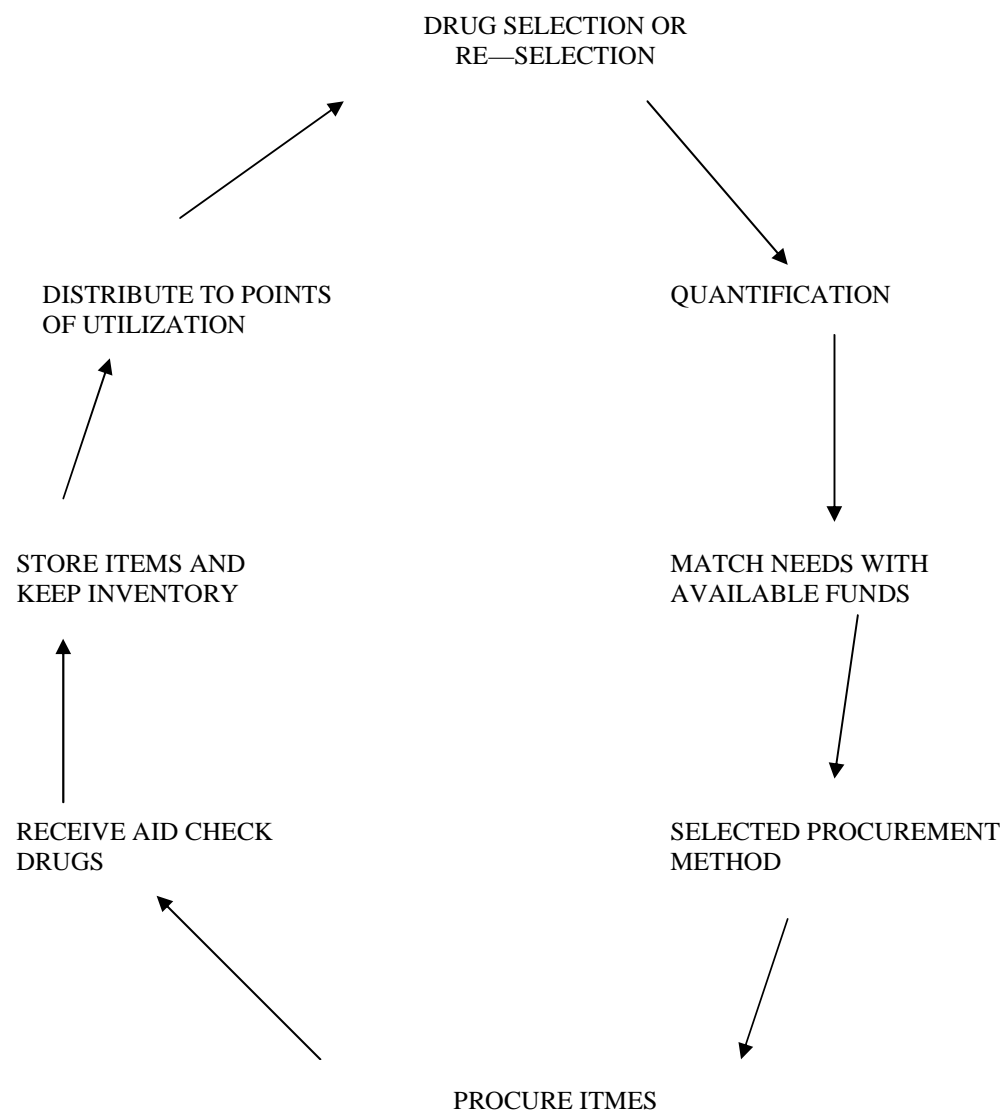 DRUG SELECTION OR
RE—SELECTION
QUANTIFICATION
MATCH NEEDS WITH
AVAILABLE FUNDS
SELECTED PROCUREMENT
METHOD
PROCURE ITMES
RECEIVE AID CHECK
DRUGS
STORE ITEMS AND
KEEP INVENTORY
DISTRIBUTE TO POINTS
OF UTILIZATION